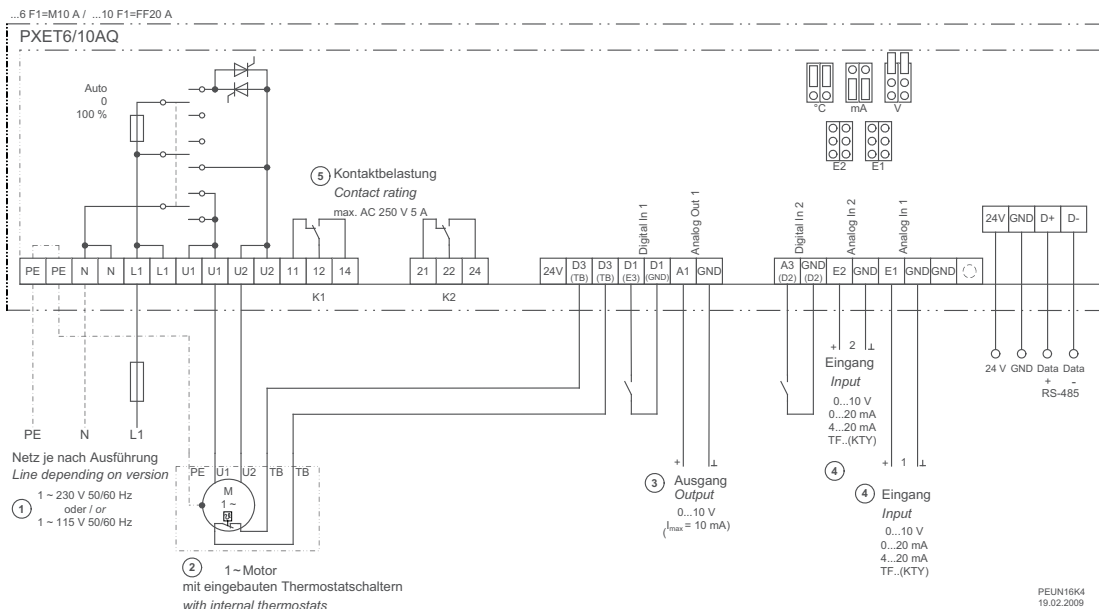 ...6 F1=M10 A / ...10 F1=FF20 A
PXET6/10AQ
Auto
0
100 %
°C mA V
E2 E1
5 Kontaktbelastung
Contact rating
max. AC 250 V 5 A
Digital In 1
Analog Out 1
Digital In 2
Analog In 2
Analog In 1
24V GND D+ D-
PE PE N N L1 L1 U1 U1 U2 U2 11 12 14
21 22 24
24V D3 (TB) D3 (TB) D1 (E3) D1 (GND) A1 GND
A3 (D2) GND (D2) E2 GND E1 GND GND
K1 K2
+ 2 ⊥
Eingang
Input
0...10 V
0...20 mA
4...20 mA
TF..(KTY)
4
24 V GND Data + Data -
RS-485
PE N L1
Netz je nach Ausführung
Line depending on version
1 1 ~ 230 V 50/60 Hz
oder / or
1 ~ 115 V 50/60 Hz
PE U1 U2 TB TB
M
1 ~
2 1 ~ Motor
mit eingebauten Thermostatschaltern
with internal thermostats
+ ⊥
3 Ausgang
Output
0...10 V
(Imax = 10 mA)
+ 1 ⊥
4 Eingang
Input
0...10 V
0...20 mA
4...20 mA
TF..(KTY)
PEUN16K4
19.02.2009